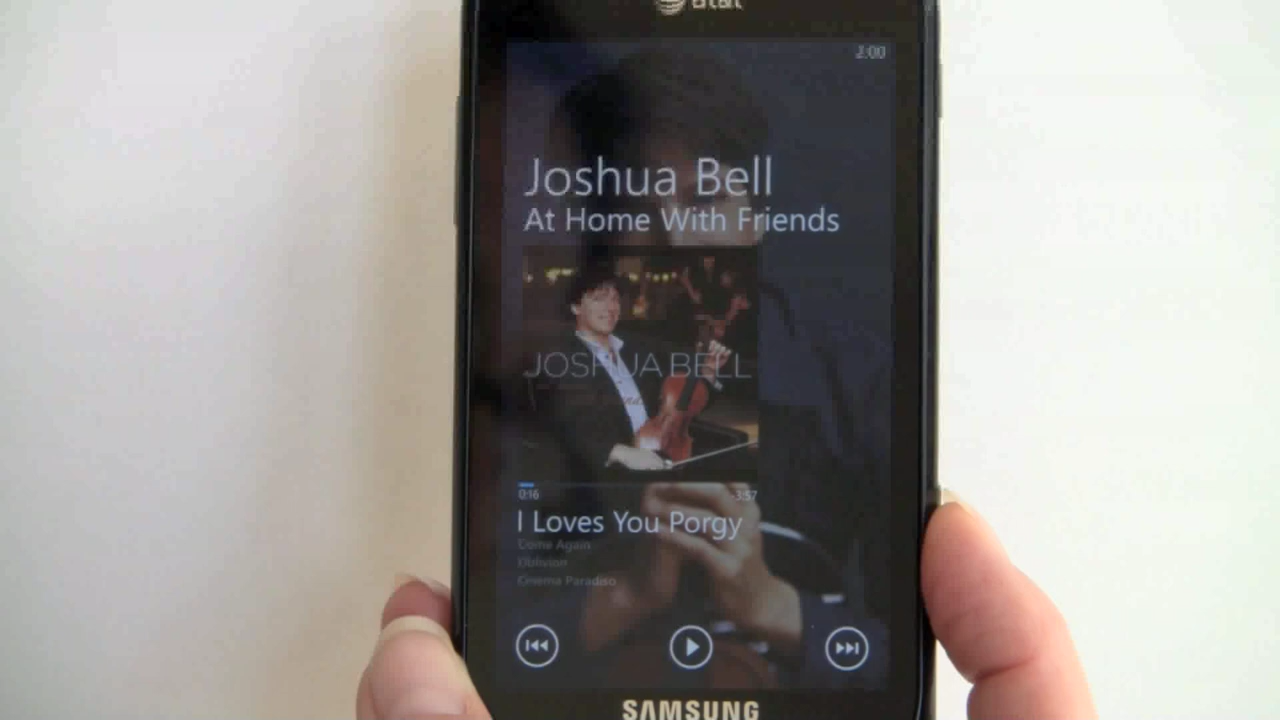 at&t
2:00
Joshua Bell
At Home With Friends
JOSHUA BELL
0:16
-3:57
I Loves You Porgy
Come Again
Oblivion
Cinema Paradiso
SAMSUNG